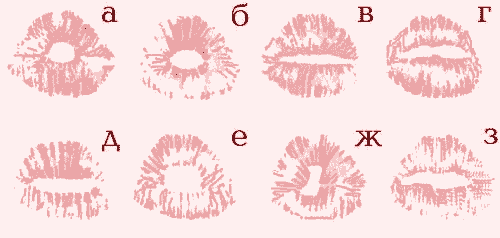 а б в г
д е ж з